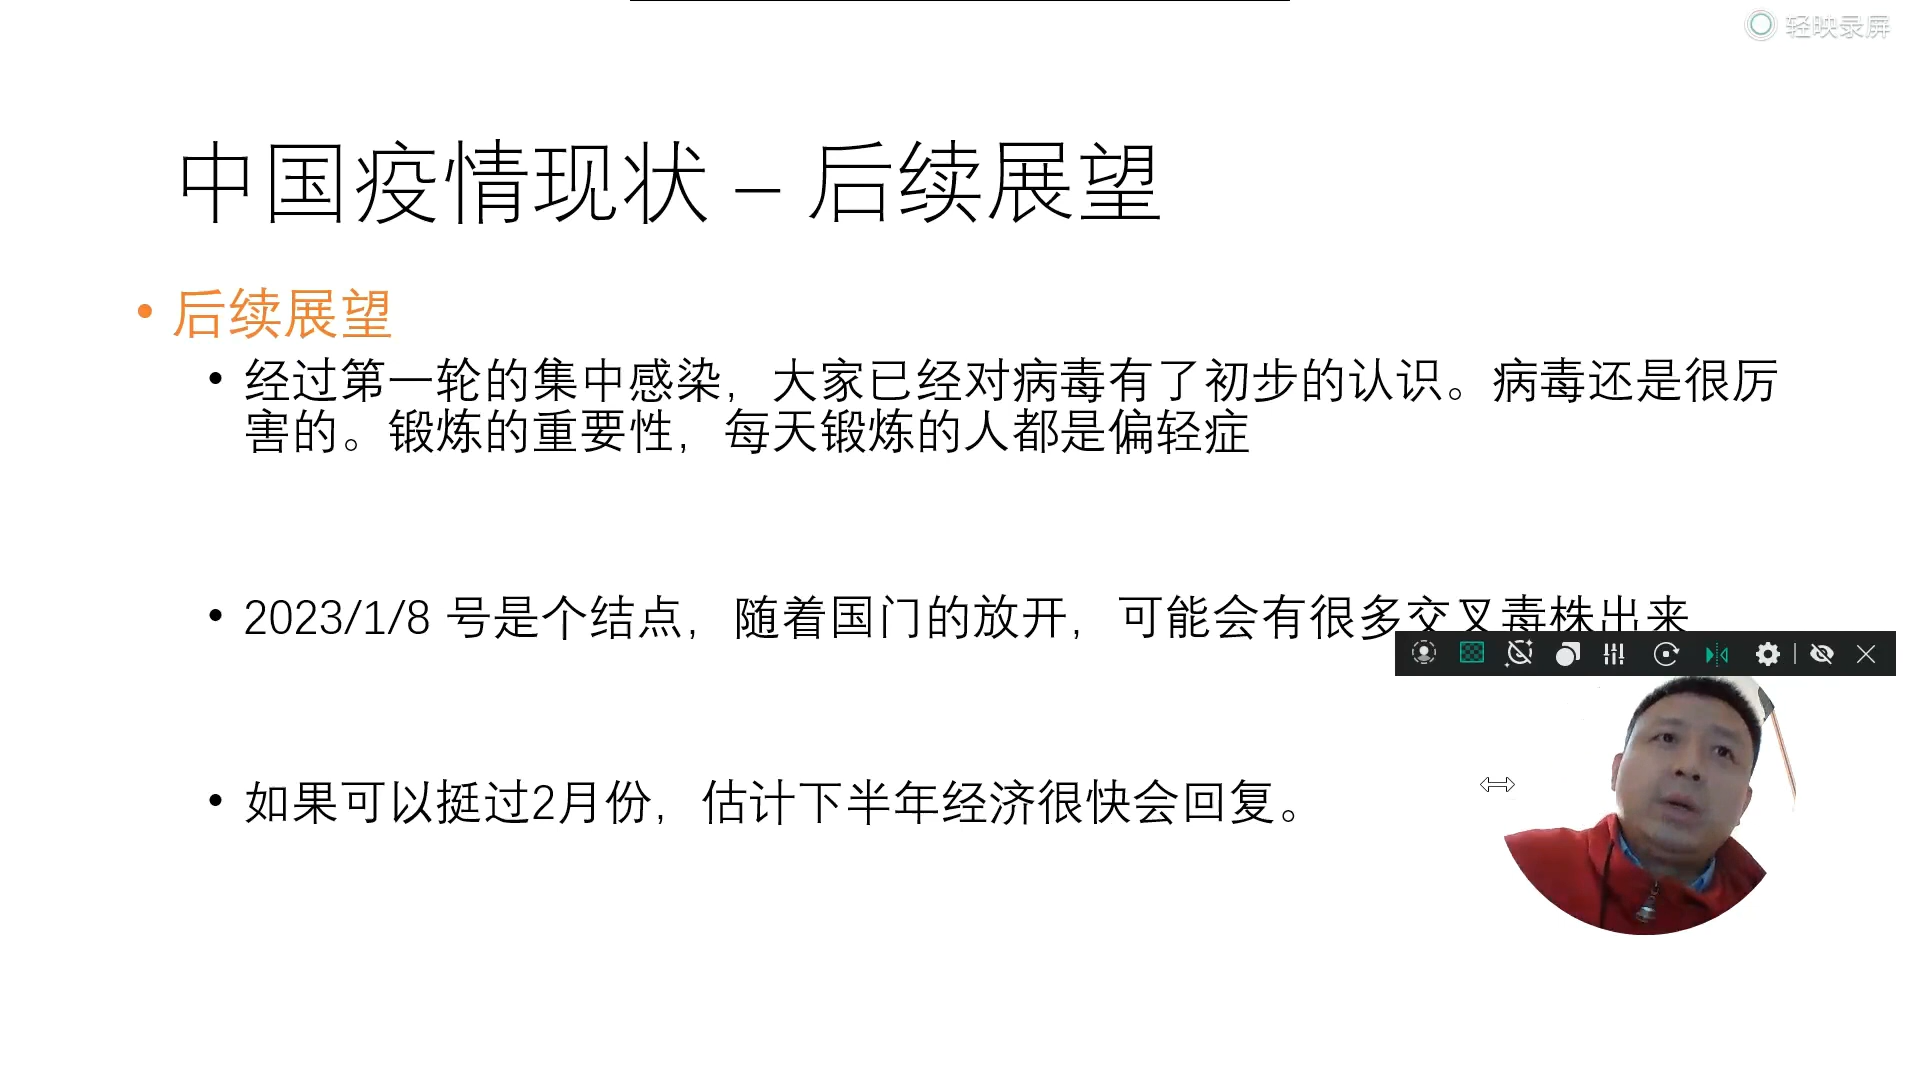 轻映录屏
中国疫情现状 – 后续展望
• 后续展望
• 经过第一轮的集中感染，大家已经对病毒有了初步的认识。病毒还是很厉
害的。锻炼的重要性，每天锻炼的人都是偏轻症
• 2023/1/8 号是个结点，随着国门的放开，可能会有很多交叉毒株出来
• 如果可以挺过2月份，估计下半年经济很快会回复。